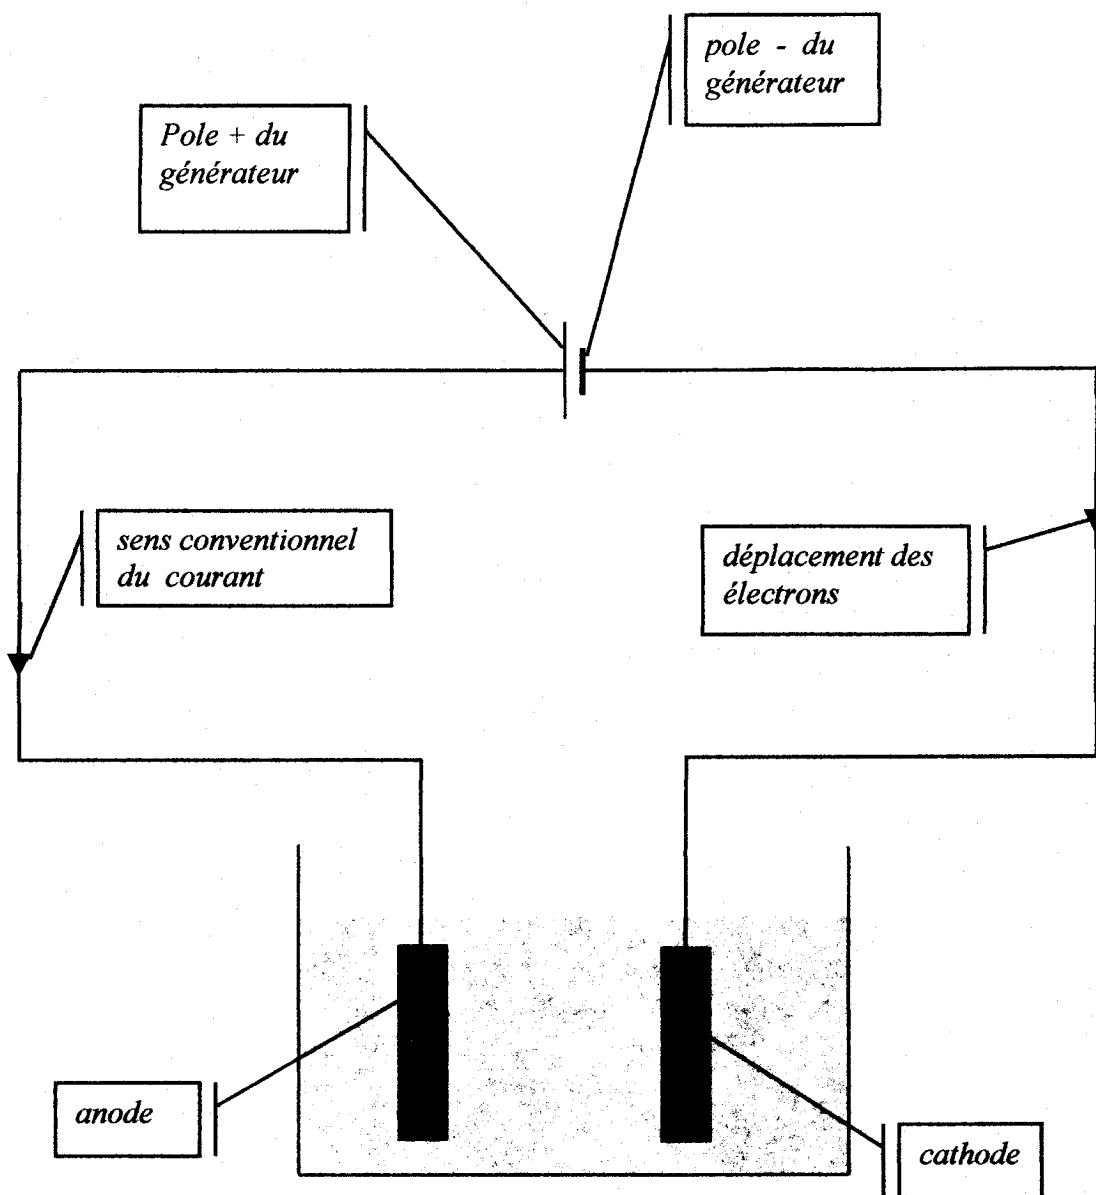 pole - du
générateur
Pole + du
générateur
sens conventionnel
du courant
déplacement des
électrons
anode
cathode